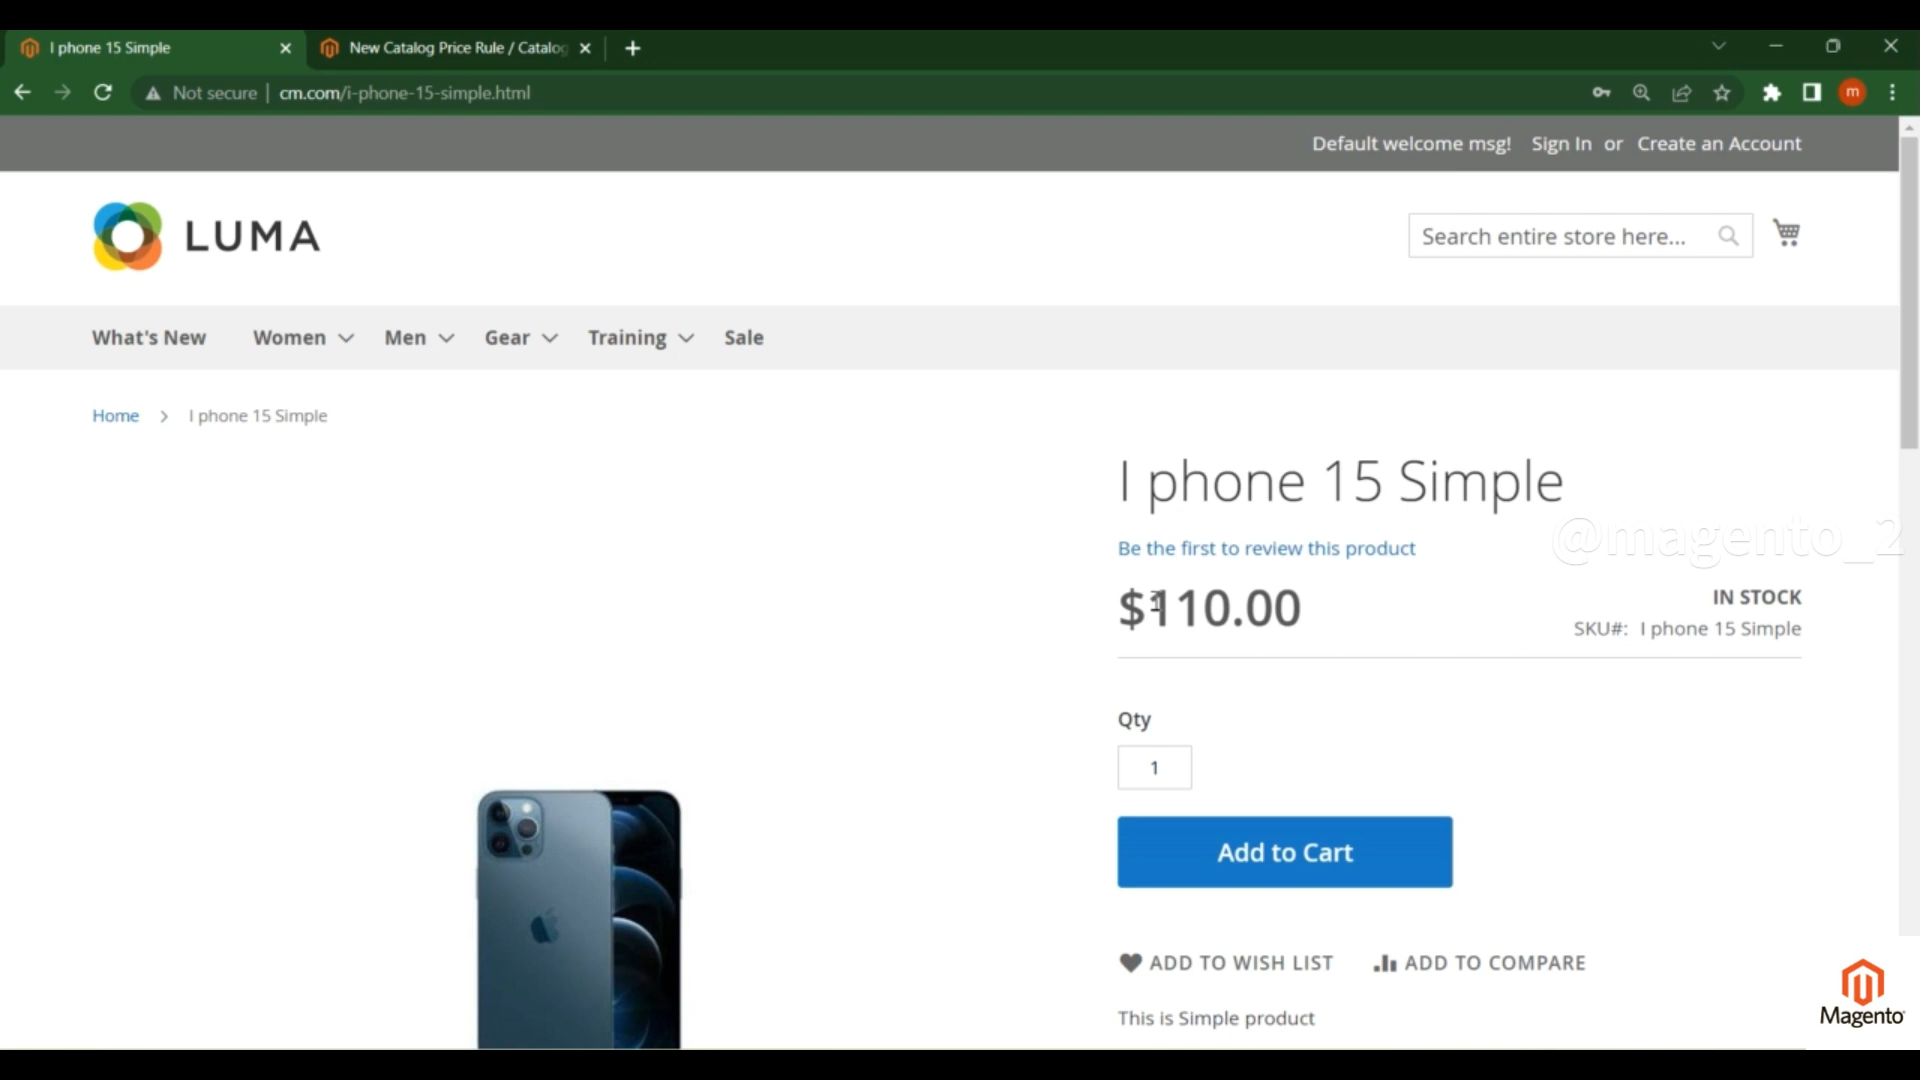 I phone 15 Simple
New Catalog Price Rule / Catalog
Not secure | cm.com/i-phone-15-simple.html
m
Default welcome msg! Sign In or Create an Account
LUMA
Search entire store here...
What's New Women Men Gear Training Sale
Home > I phone 15 Simple
I phone 15 Simple
@magento_2
Be the first to review this product
$110.00
IN STOCK
SKU#: I phone 15 Simple
Qty
1
Add to Cart
ADD TO WISH LIST ADD TO COMPARE
This is Simple product
Magento